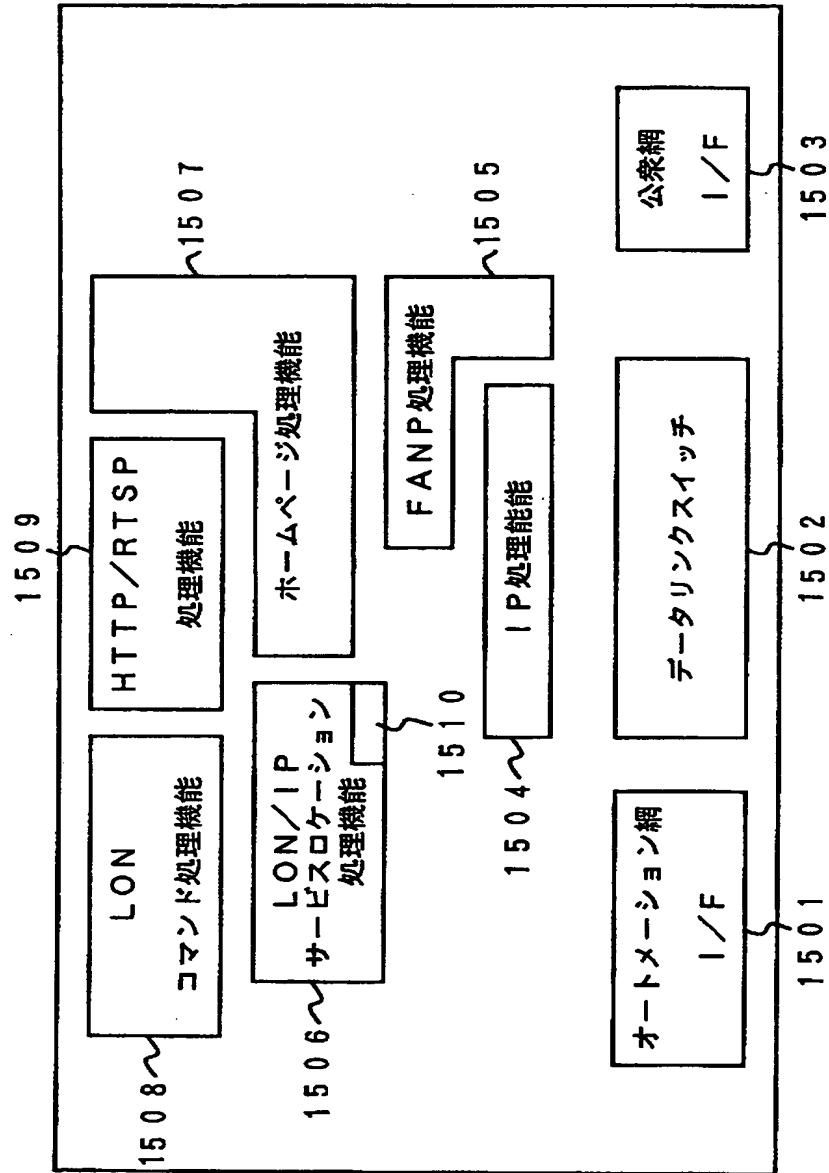 1509
1508
LON
コマンド処理機能
HTTP/RTSP
処理機能
1507
1506
LON/IP
サービスロケーション
処理機能
1510
ホームページ処理機能
FANP処理機能
1505
1504
IP処理能能
オートメーション網
I/F
1501
データリンクスイッチ
1502
公衆網
I/F
1503